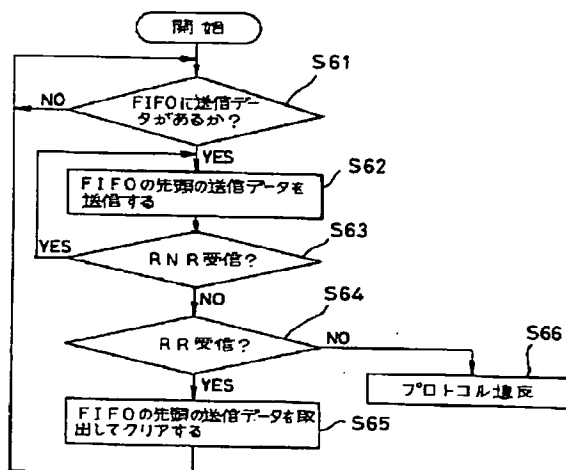 開始
S61
FIFOに送信デー
タがあるか?
NO
YES
S62
FIFOの先頭の送信データを
送信する
S63
RNR受信?
YES
NO
S64
RR受信?
NO
S66
プロトコル違反
YES
FIFOの先頭の送信データを取
出してクリアする
S65